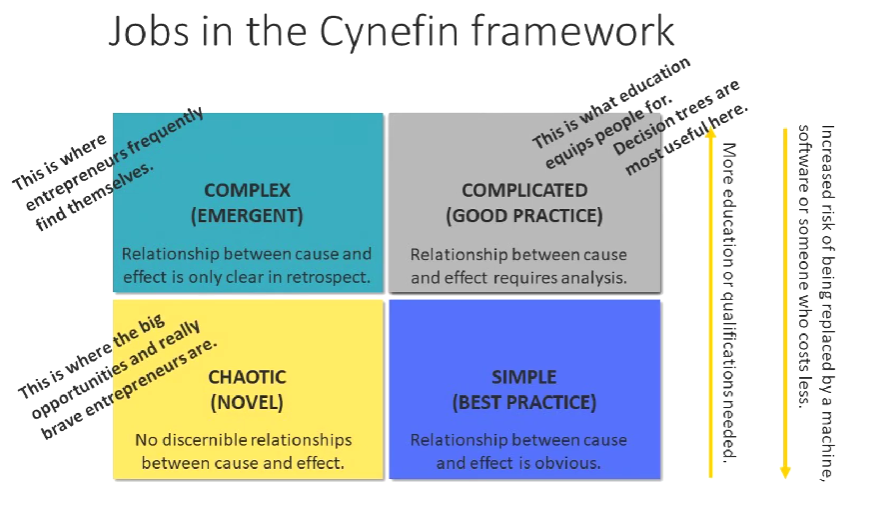 Jobs in the Cynefin framework
This is where
entrepreneurs frequently
find themselves.
COMPLEX
(EMERGENT)
Relationship between cause and
effect is only clear in retrospect.
This is what education
equips people for.
Decision trees are
most useful here.
COMPLICATED
(GOOD PRACTICE)
Relationship between cause
and effect requires analysis.
This is where the big
opportunities and really
brave entrepreneurs are.
CHAOTIC
(NOVEL)
No discernible relationships
between cause and effect.
SIMPLE
(BEST PRACTICE)
Relationship between cause
and effect is obvious.
More education or qualifications needed.
Increased risk of being replaced by a machine,
software or someone who costs less.